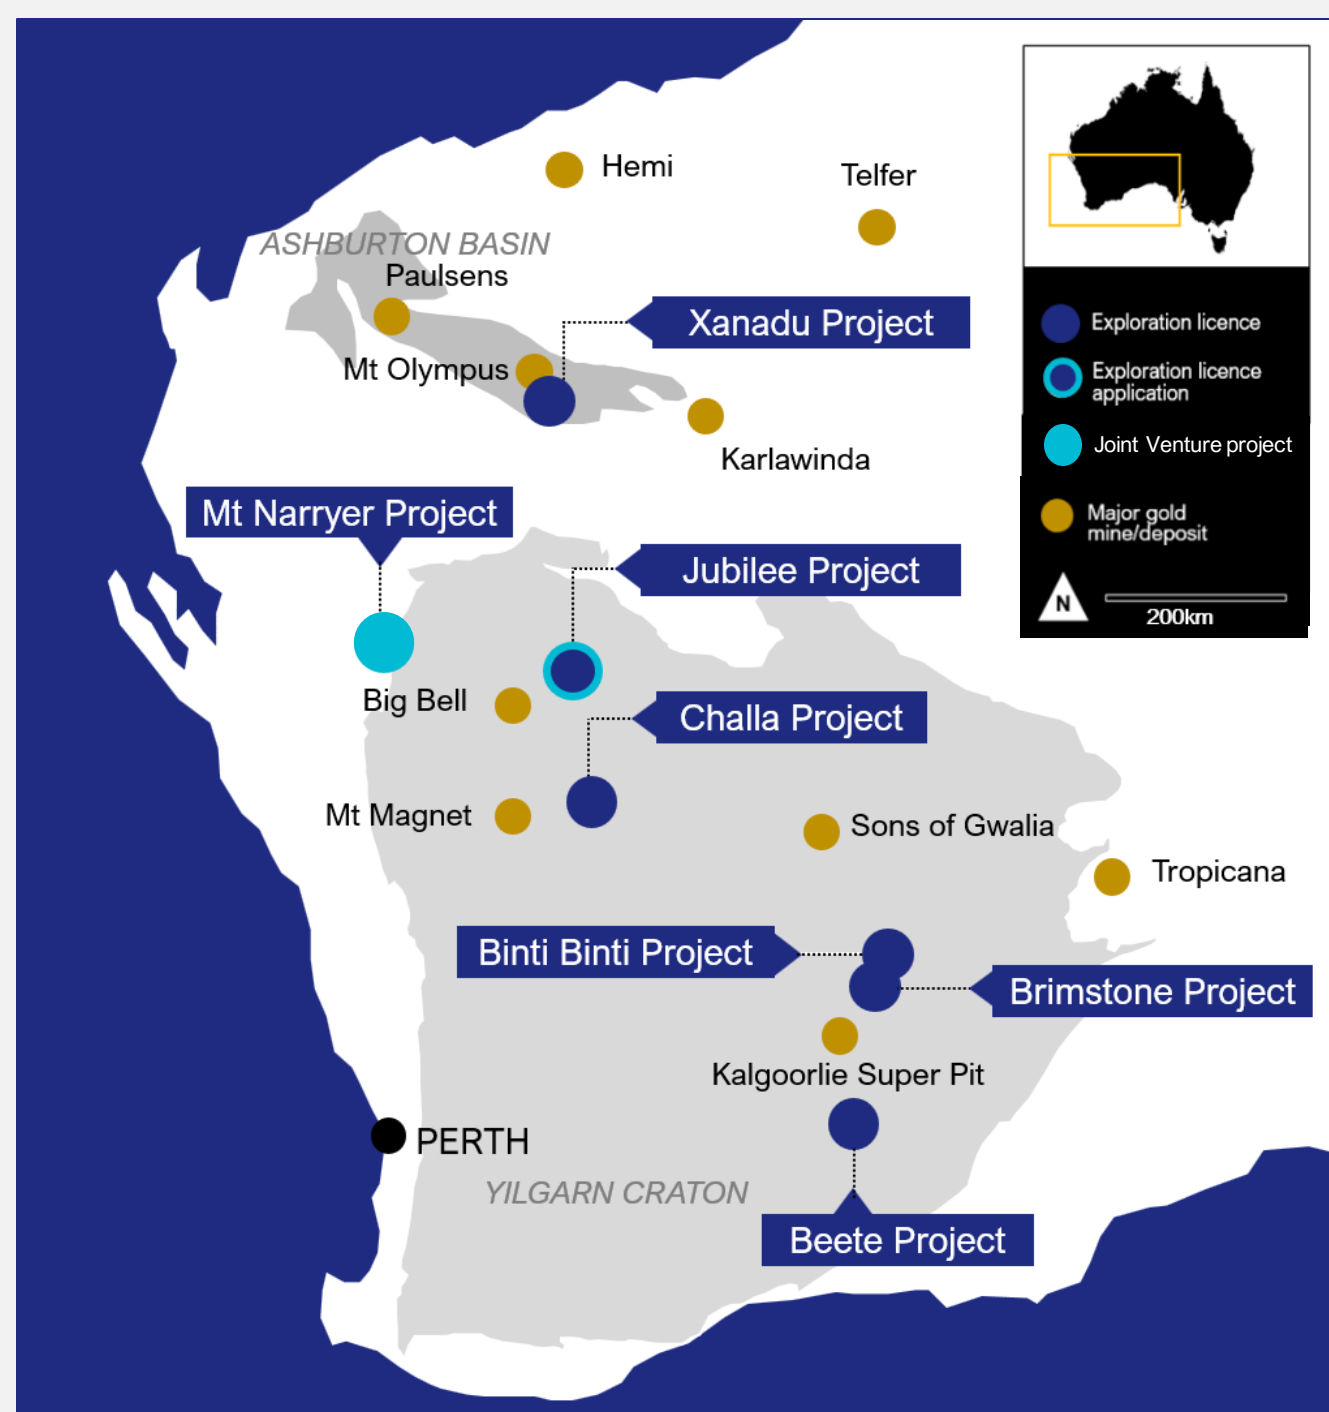 Hemi
Telfer
ASHBURTON BASIN
Paulsens
Xanadu Project
Mt Olympus
Karlawinda
Mt Narryer Project
Jubilee Project
Big Bell
Challa Project
Mt Magnet
Sons of Gwalia
Tropicana
Binti Binti Project
Brimstone Project
Kalgoorlie Super Pit
PERTH
YILGARN CRATON
Beete Project
Exploration licence
Exploration licence
application
Joint Venture project
Major gold
mine/deposit
N
200km